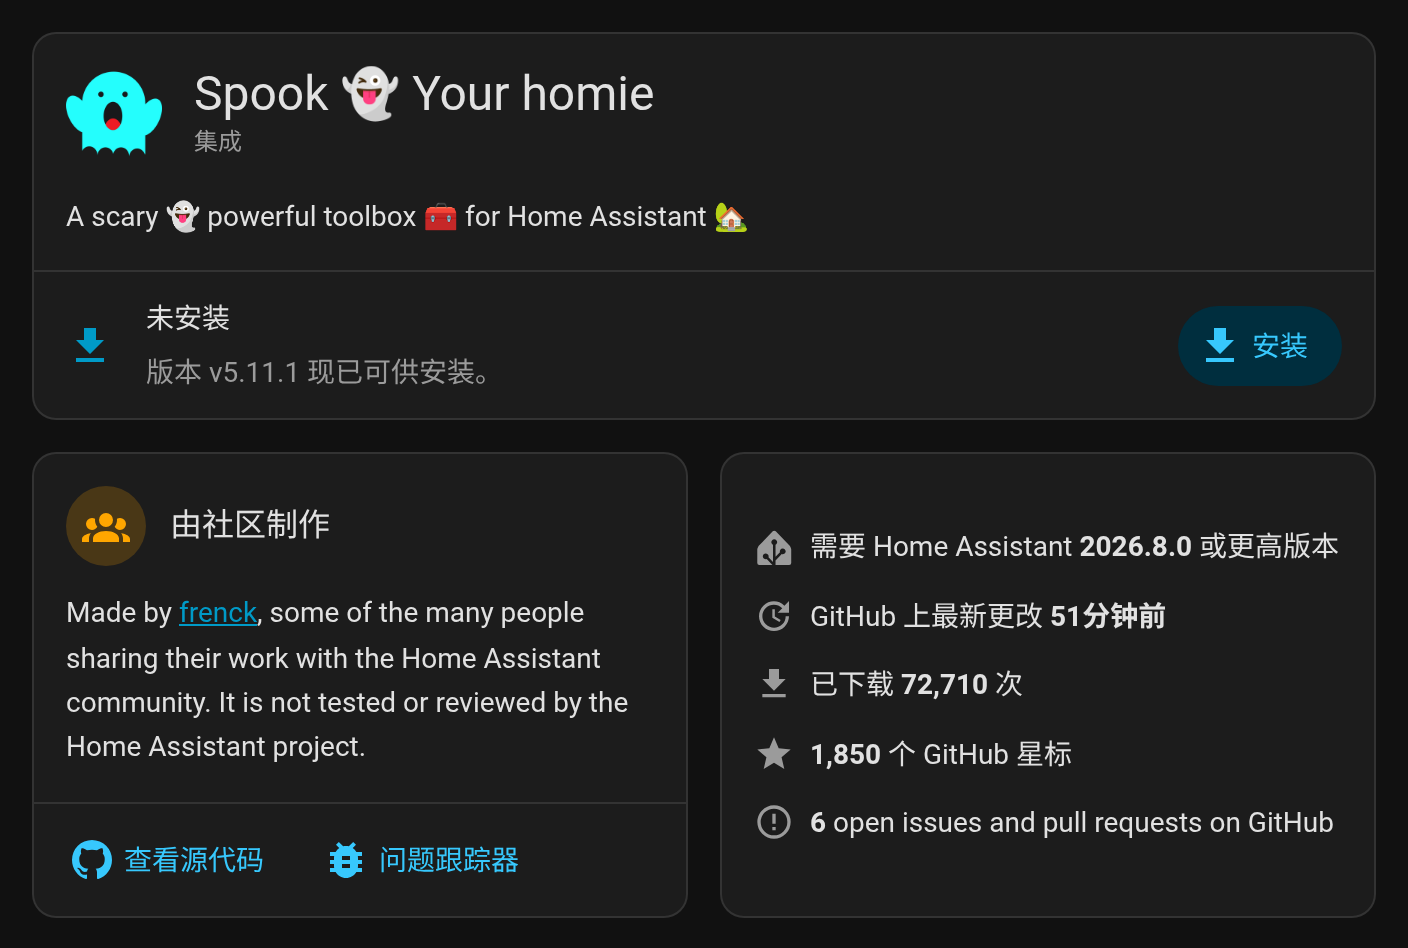 Spook 👻 Your homie
集成
A scary 👻 powerful toolbox 🧰 for Home Assistant 🏡
未安装
版本 v5.11.1 现已可供安装。
安装
由社区制作
Made by frenck, some of the many people
sharing their work with the Home Assistant
community. It is not tested or reviewed by the
Home Assistant project.
查看源代码
问题跟踪器
需要 Home Assistant 2026.8.0 或更高版本
GitHub 上最新更改 51分钟前
已下载 72,710 次
1,850 个 GitHub 星标
6 open issues and pull requests on GitHub